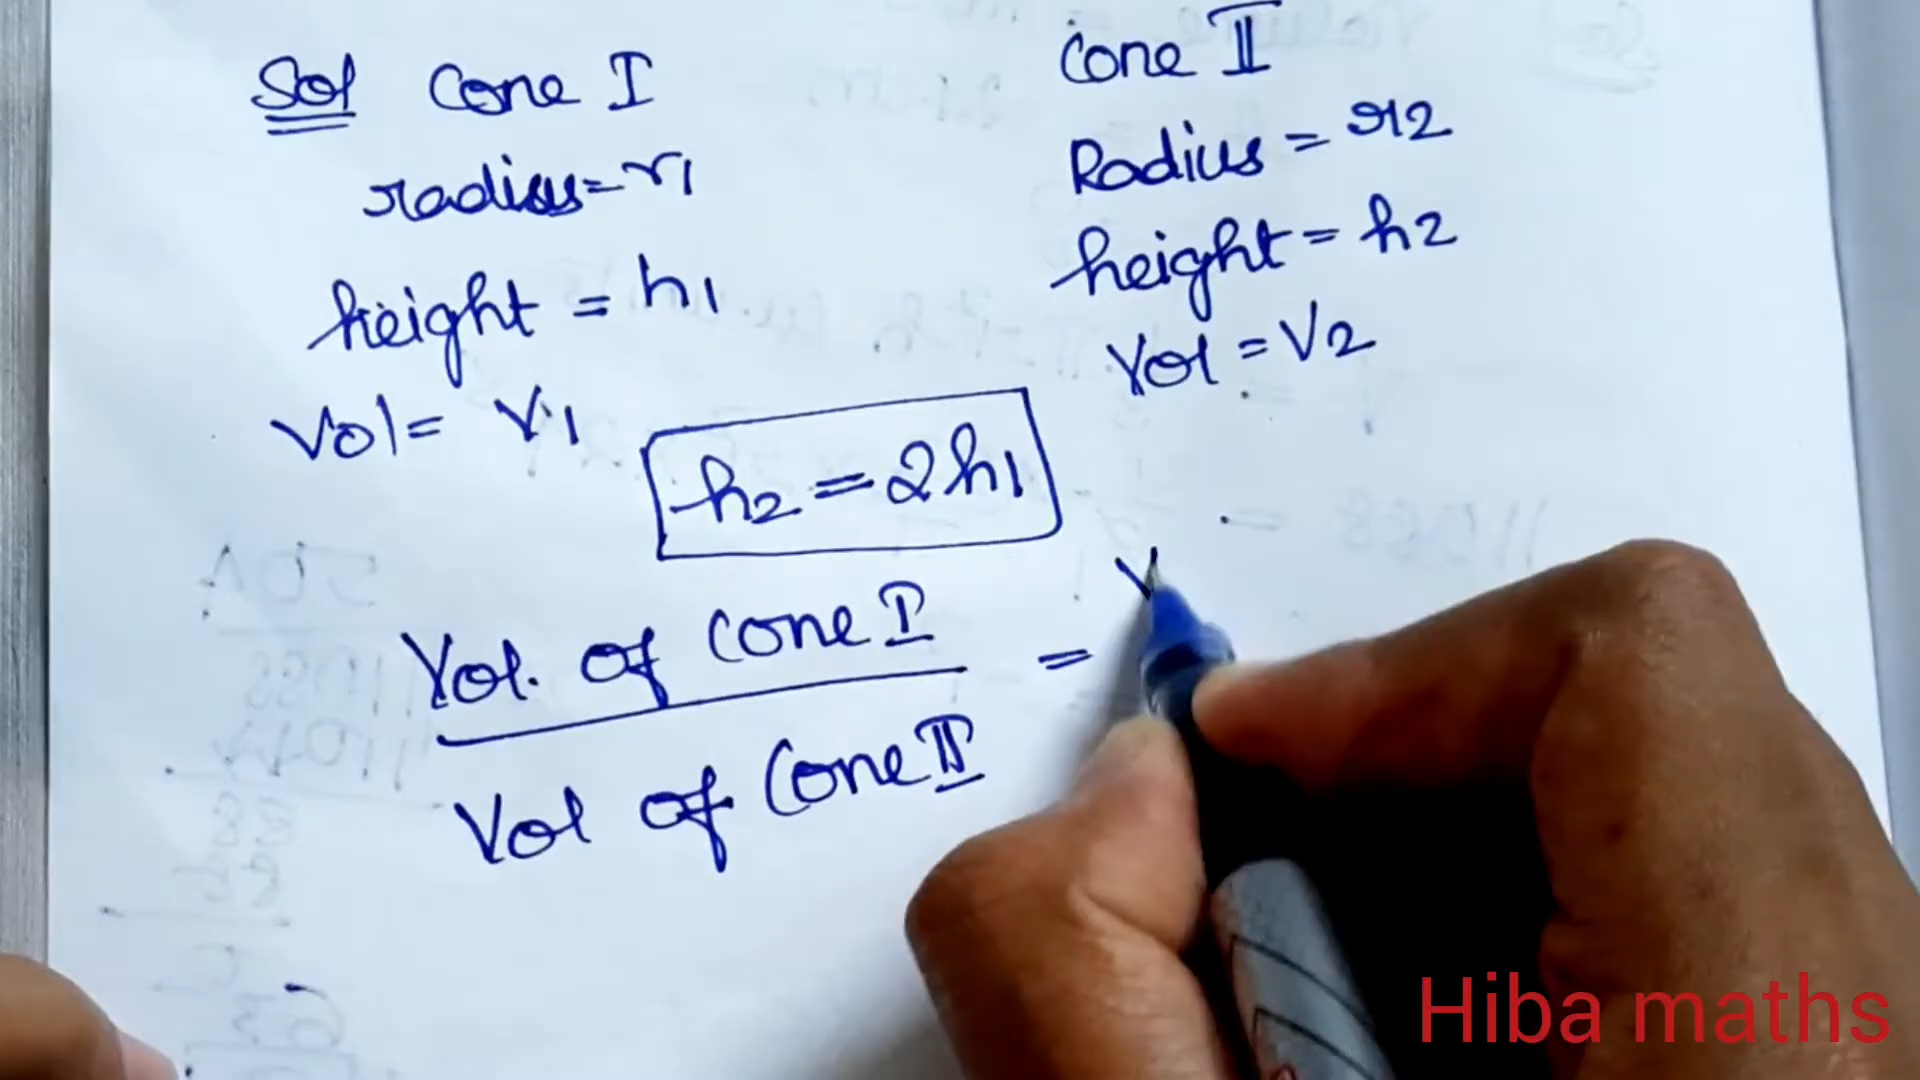 Sol Cone I
radius = r1
height = h1
Vol = V1
Cone II
Radius = r2
height = h2
Vol = V2
h2 = 2h1
Vol. of Cone I
Vol of Cone II
= V
Hiba maths